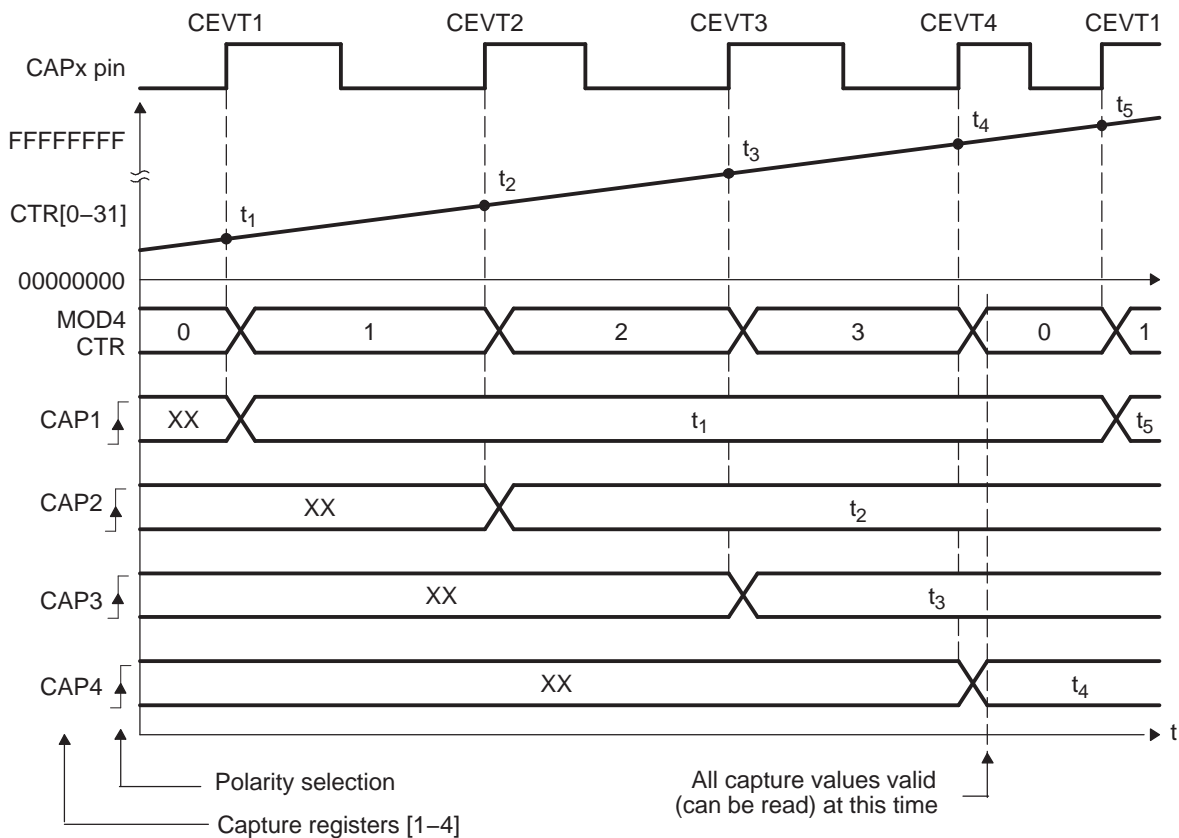 CEVT1 CEVT2 CEVT3 CEVT4 CEVT1
CAPx pin
t5
FFFFFFFF
t4
t3
t2
CTR[0–31]
t1
00000000
MOD4
CTR
0 1 2 3 0 1
CAP1 XX t1 t5
CAP2 XX t2
CAP3 XX t3
CAP4 XX t4
t
Polarity selection
All capture values valid
(can be read) at this time
Capture registers [1–4]